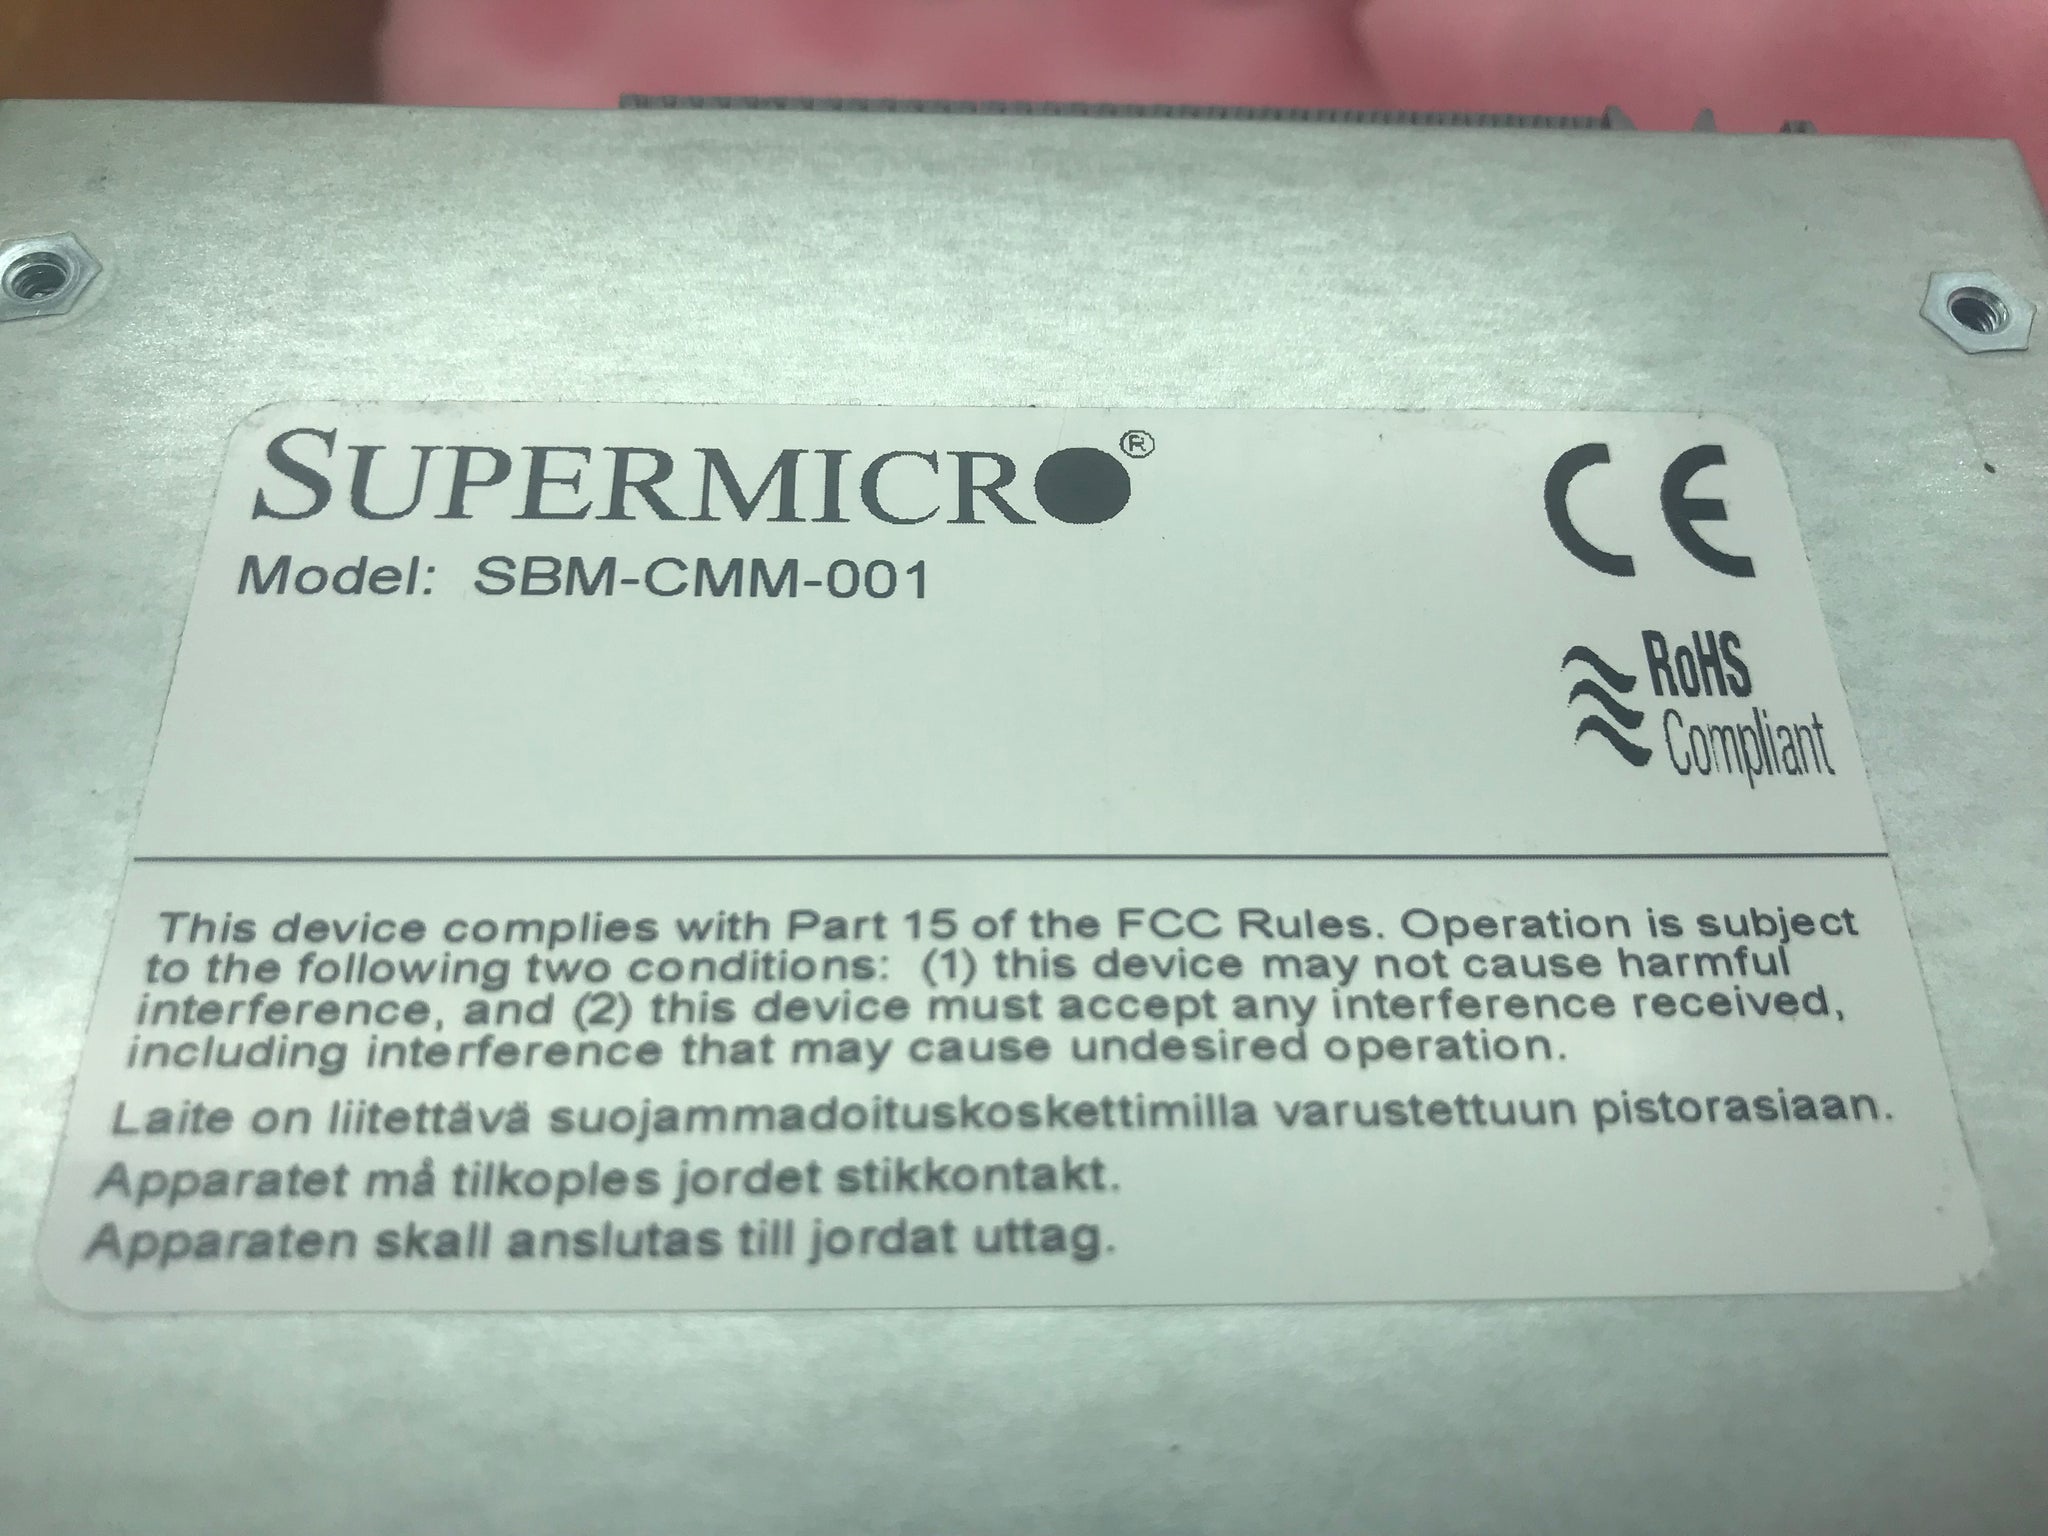 SUPERMICRO®
Model: SBM-CMM-001
CE
RoHS
Compliant
This device complies with Part 15 of the FCC Rules. Operation is subject
to the following two conditions: (1) this device may not cause harmful
interference, and (2) this device must accept any interference received,
including interference that may cause undesired operation.
Laite on liitettävä suojammadoituskoskettimilla varustettuun pistorasiaan.
Apparatet må tilkoples jordet stikkontakt.
Apparaten skall anslutas till jordat uttag.